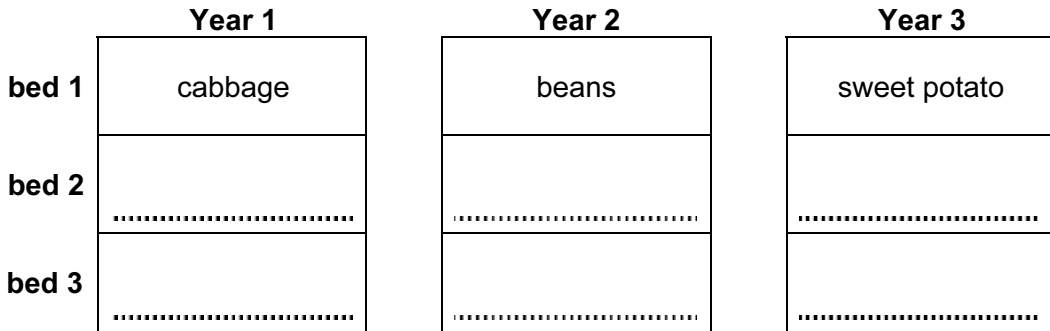 Year 1 Year 2 Year 3
bed 1 cabbage beans sweet potato
bed 2
bed 3